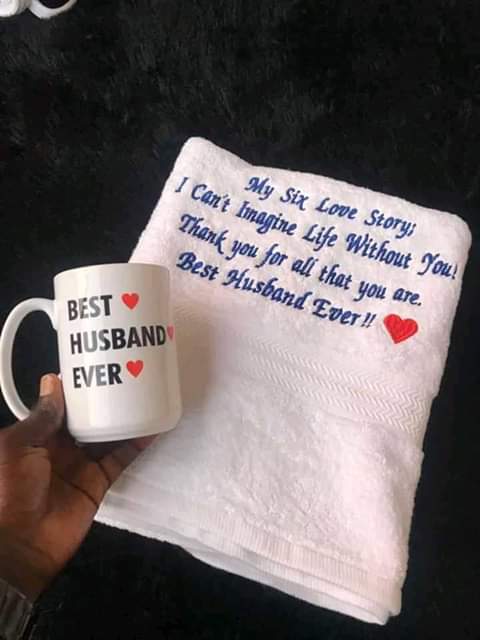 My Six Love Story;
I Can't Imagine Life Without You!
Thank you for all that you are.
Best Husband Ever!!
BEST
HUSBAND
EVER